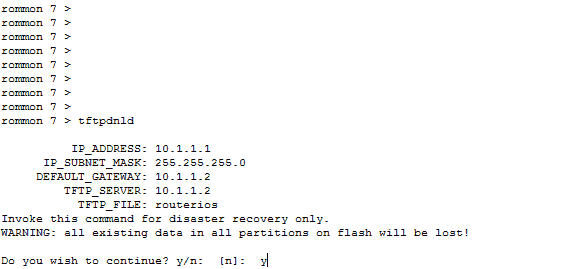 rommon 7 >
rommon 7 >
rommon 7 >
rommon 7 >
rommon 7 >
rommon 7 >
rommon 7 >
rommon 7 >
rommon 7 > tftpdnld
IP_ADDRESS: 10.1.1.1
IP_SUBNET_MASK: 255.255.255.0
DEFAULT_GATEWAY: 10.1.1.2
TFTP_SERVER: 10.1.1.2
TFTP_FILE: routerios
Invoke this command for disaster recovery only.
WARNING: all existing data in all partitions on flash will be lost!
Do you wish to continue? y/n:  [n]:  y